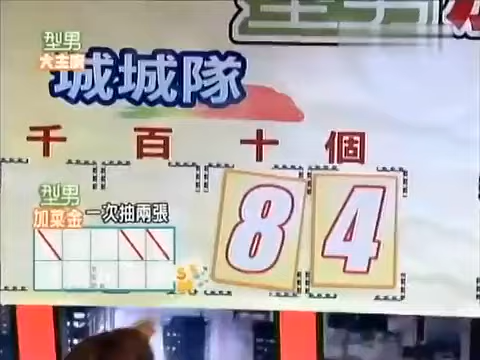 型男
大主廚
城城隊
千 百 十 個
8 4
型男
加菜金 一次抽兩張